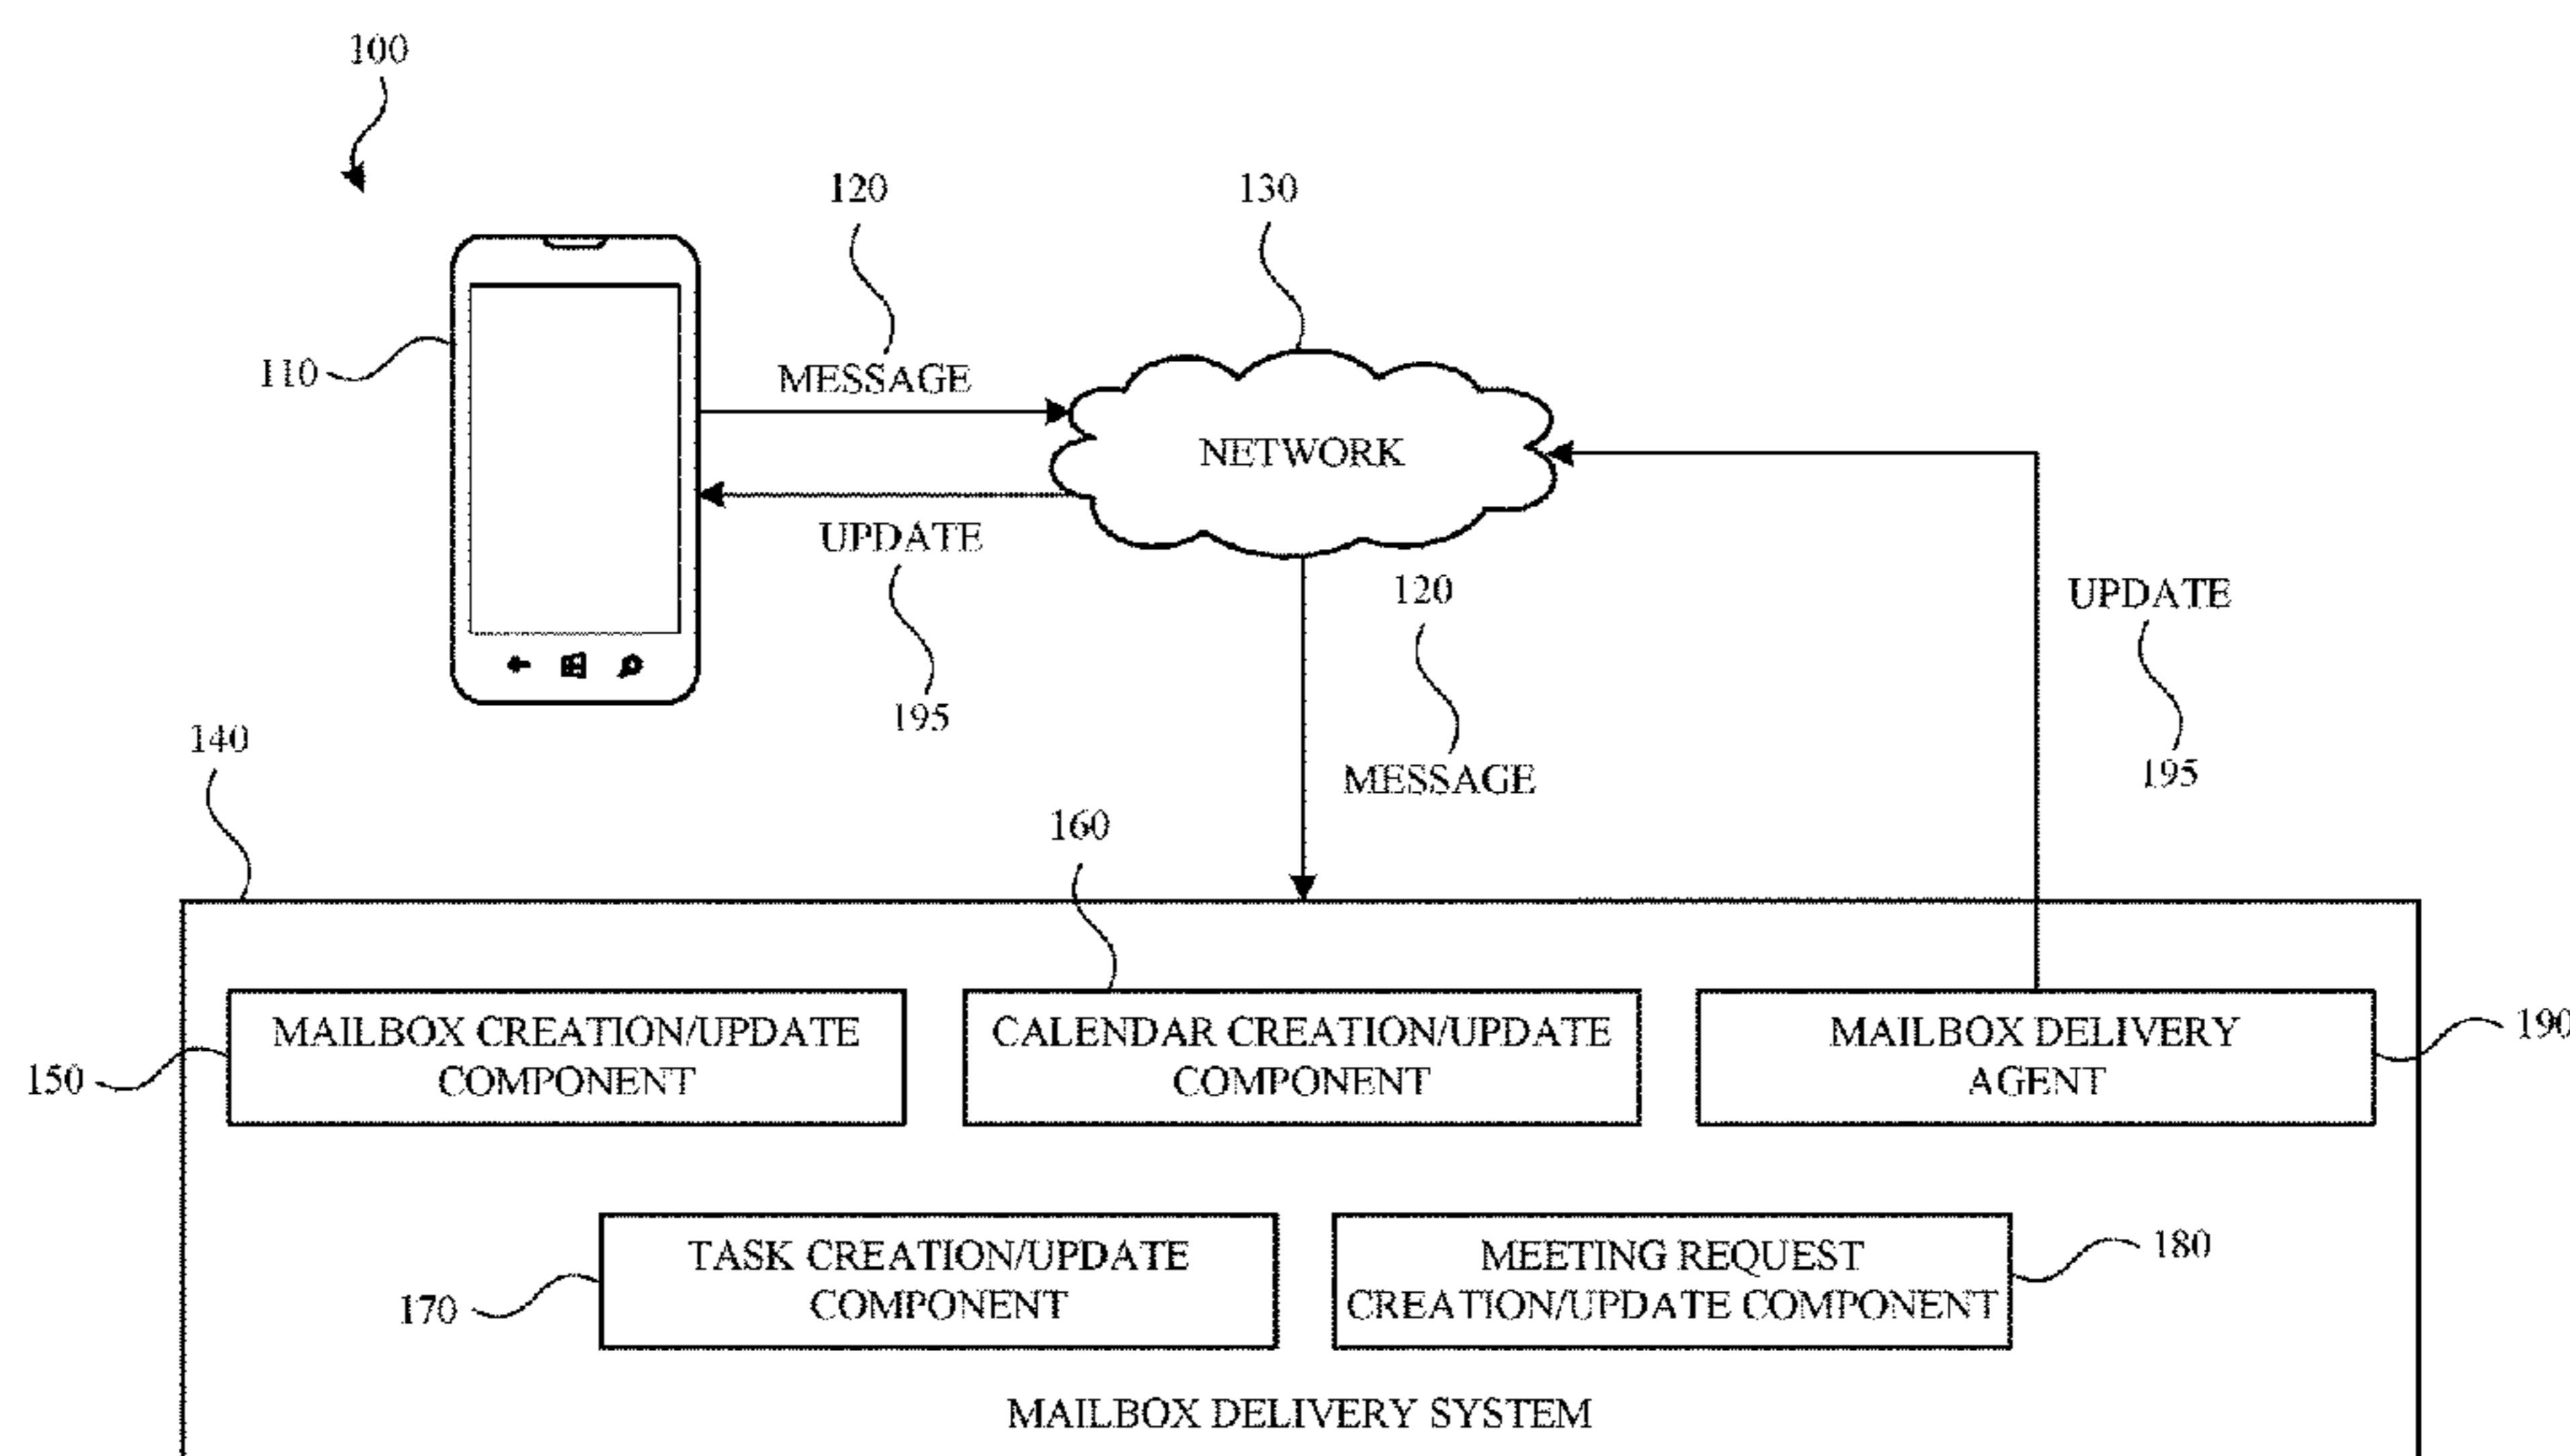 100
120
130
110
MESSAGE
NETWORK
UPDATE
195
120
MESSAGE
UPDATE
195
140
160
MAILBOX CREATION/UPDATE
COMPONENT
150
CALENDAR CREATION/UPDATE
COMPONENT
MAILBOX DELIVERY
AGENT
190
TASK CREATION/UPDATE
COMPONENT
170
MEETING REQUEST
CREATION/UPDATE COMPONENT
180
MAILBOX DELIVERY SYSTEM